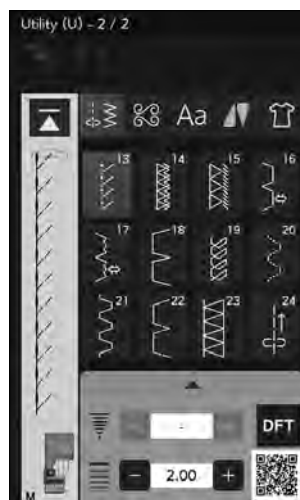 Utility (U) - 2 / 2
Aa
13 14 15 16
17 18 19 20
21 22 23 24
DFT
- 2.00 +
M